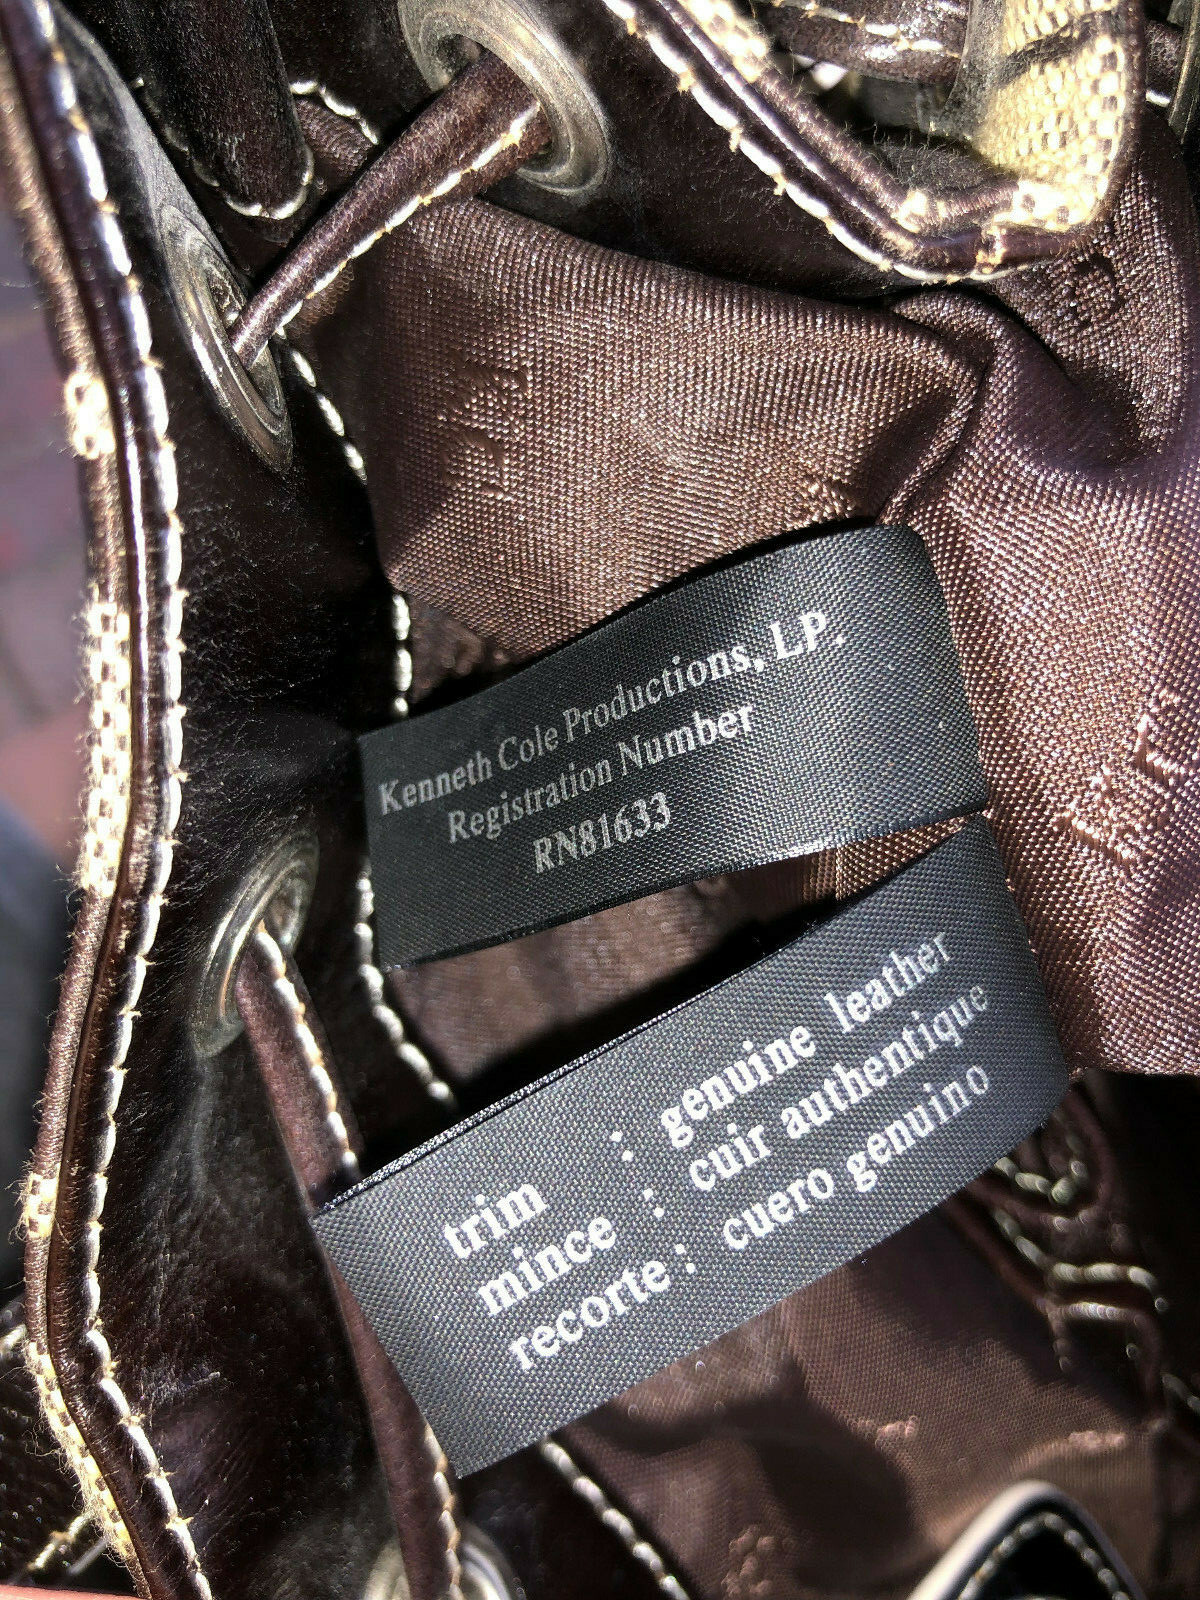 Kenneth Cole Productions, LP.
Registration Number
RN81633
trim : genuine leather
mince : cuir authentique
recorte : cuero genuino